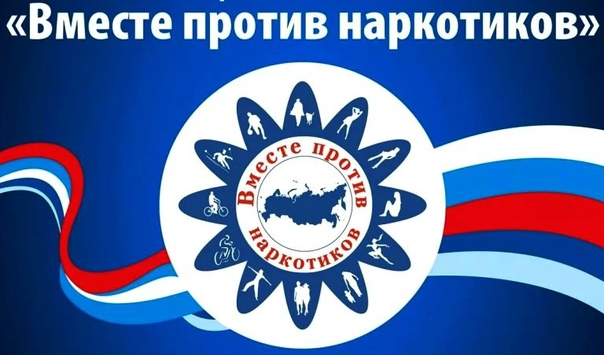 «Вместе против наркотиков»
Вместе против
наркотиков